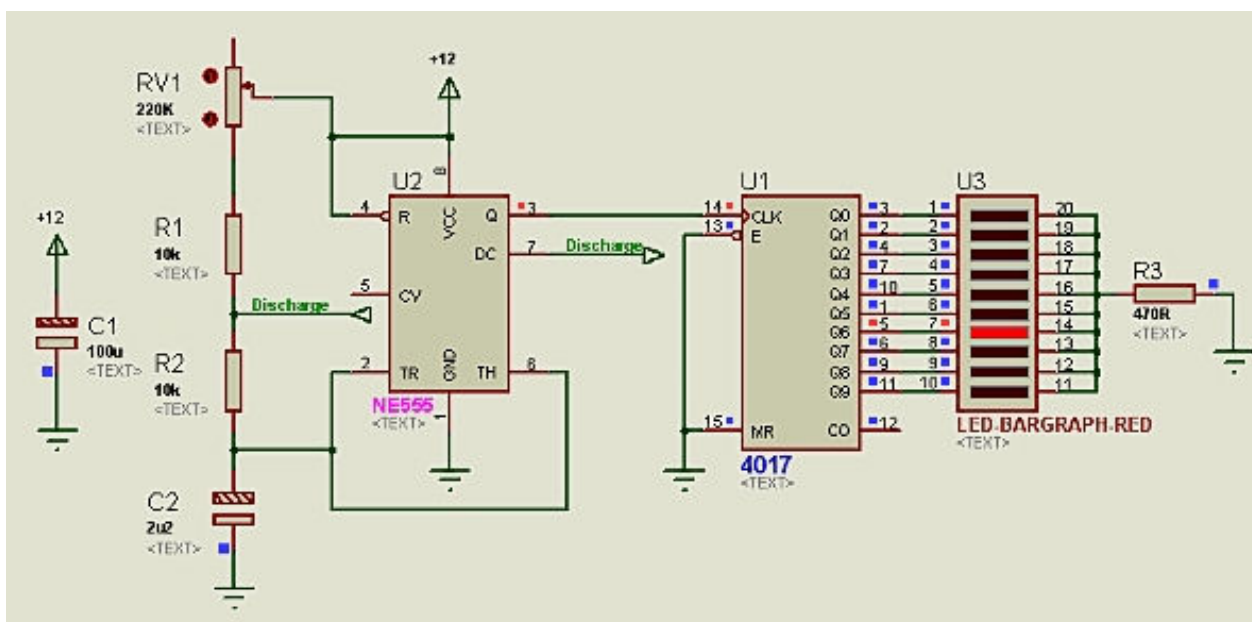 RV1
220K
<TEXT>
+12
+12
C1
100u
<TEXT>
R1
10k
<TEXT>
Discharge
R2
10k
<TEXT>
C2
2u2
<TEXT>
U2
4 R VCC 8 Q 3
DC 7 Discharge
5 CV
2 TR GND 1 TH 6
NE555
<TEXT>
U1
14 CLK Q0 3
13 E Q1 2
Q2 4
Q3 7
Q4 10
Q5 1
Q6 5
Q7 6
Q8 9
Q9 11
15 MR CO 12
4017
<TEXT>
U3
1 20
2 19
3 18
4 17
5 16
6 15
7 14
8 13
9 12
10 11
LED-BARGRAPH-RED
<TEXT>
R3
470R
<TEXT>